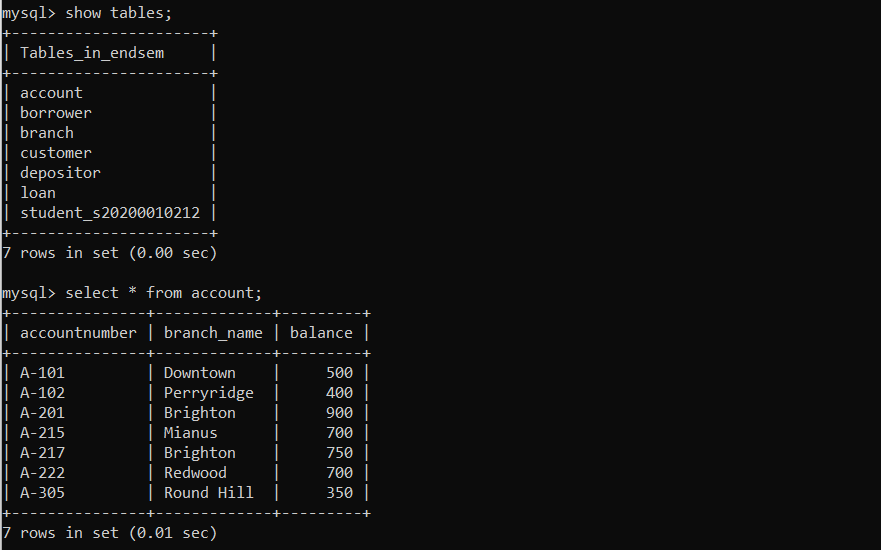 mysql> show tables;
+----------------------+
| Tables_in_endsem     |
+----------------------+
| account              |
| borrower             |
| branch               |
| customer             |
| depositor            |
| loan                 |
| student_s20200010212 |
+----------------------+
7 rows in set (0.00 sec)

mysql> select * from account;
+---------------+-------------+---------+
| accountnumber | branch_name | balance |
+---------------+-------------+---------+
| A-101         | Downtown    |     500 |
| A-102         | Perryridge  |     400 |
| A-201         | Brighton    |     900 |
| A-215         | Mianus      |     700 |
| A-217         | Brighton    |     750 |
| A-222         | Redwood     |     700 |
| A-305         | Round Hill  |     350 |
+---------------+-------------+---------+
7 rows in set (0.01 sec)